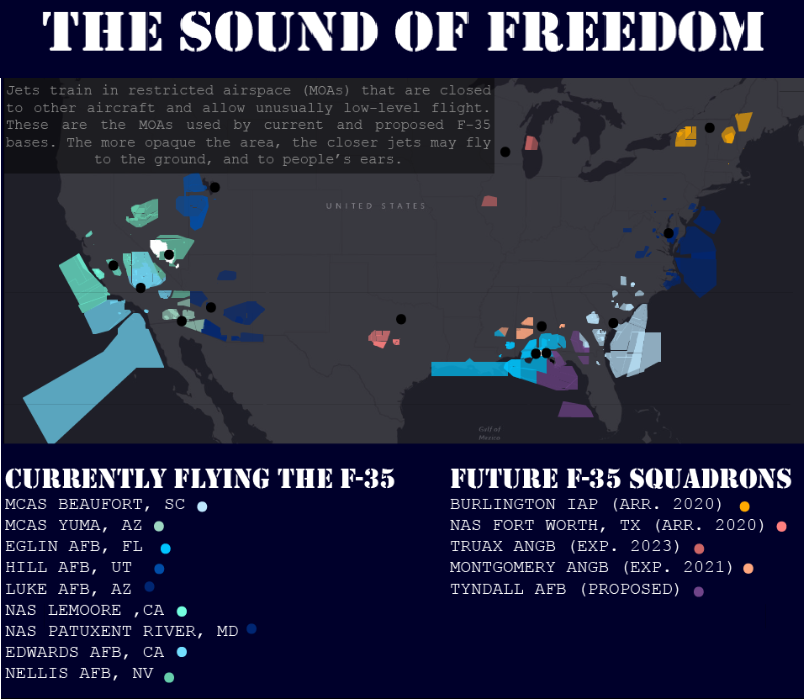 THE SOUND OF FREEDOM
Jets train in restricted airspace (MOAs) that are closed
to other aircraft and allow unusually low-level flight.
These are the MOAs used by current and proposed F-35
bases. The more opaque the area, the closer jets may fly
to the ground, and to people's ears.
UNITED STATES
Gulf of
Mexico
CURRENTLY FLYING THE F-35
MCAS BEAUFORT, SC
MCAS YUMA, AZ
EGLIN AFB, FL
HILL AFB, UT
LUKE AFB, AZ
NAS LEMOORE ,CA
NAS PATUXENT RIVER, MD
EDWARDS AFB, CA
NELLIS AFB, NV
FUTURE F-35 SQUADRONS
BURLINGTON IAP (ARR. 2020)
NAS FORT WORTH, TX (ARR. 2020)
TRUAX ANGB (EXP. 2023)
MONTGOMERY ANGB (EXP. 2021)
TYNDALL AFB (PROPOSED)